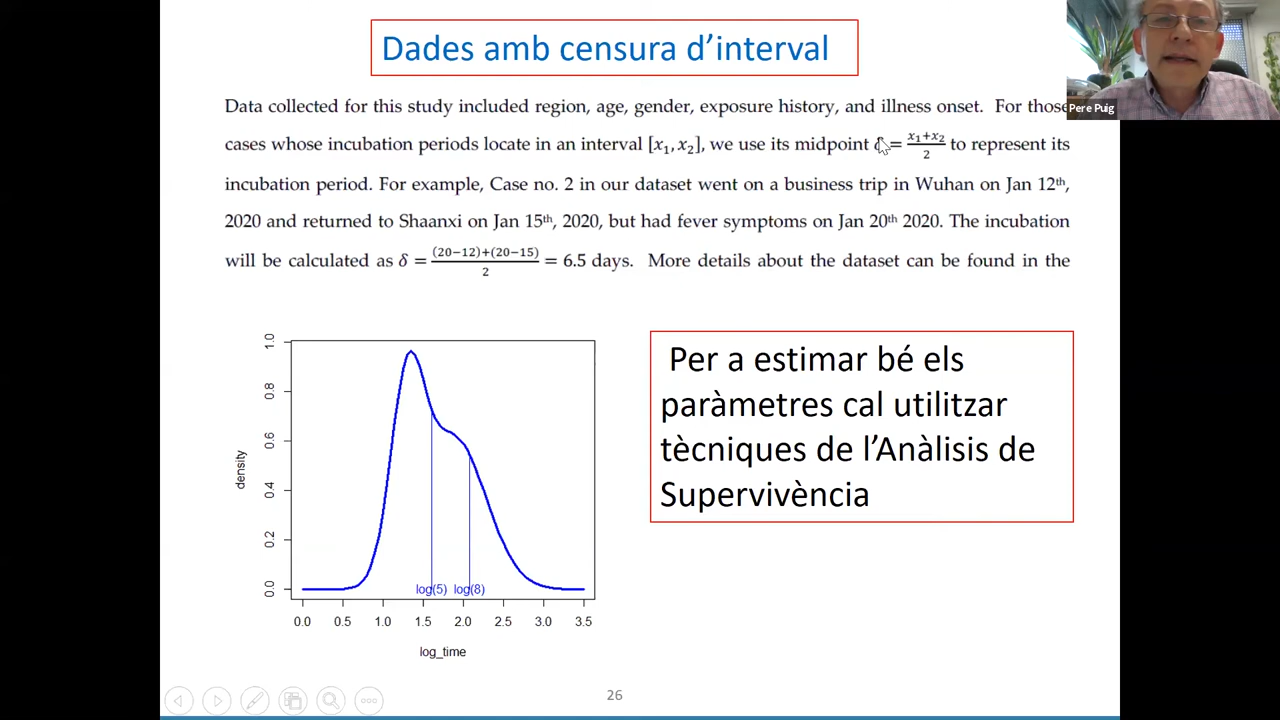 Dades amb censura d’interval
Pere Puig
Data collected for this study included region, age, gender, exposure history, and illness onset. For those
cases whose incubation periods locate in an interval [x₁, x₂], we use its midpoint = x₁+x₂/2 to represent its
incubation period. For example, Case no. 2 in our dataset went on a business trip in Wuhan on Jan 12ᵗʰ,
2020 and returned to Shaanxi on Jan 15ᵗʰ, 2020, but had fever symptoms on Jan 20ᵗʰ 2020. The incubation
will be calculated as δ = (20−12)+(20−15)/2 = 6.5 days. More details about the dataset can be found in the
Per a estimar bé els
paràmetres cal utilitzar
tècniques de l’Anàlisis de
Supervivència
density
1.0
0.8
0.6
0.4
0.2
0.0
log(5) log(8)
0.0 0.5 1.0 1.5 2.0 2.5 3.0 3.5
log_time
26